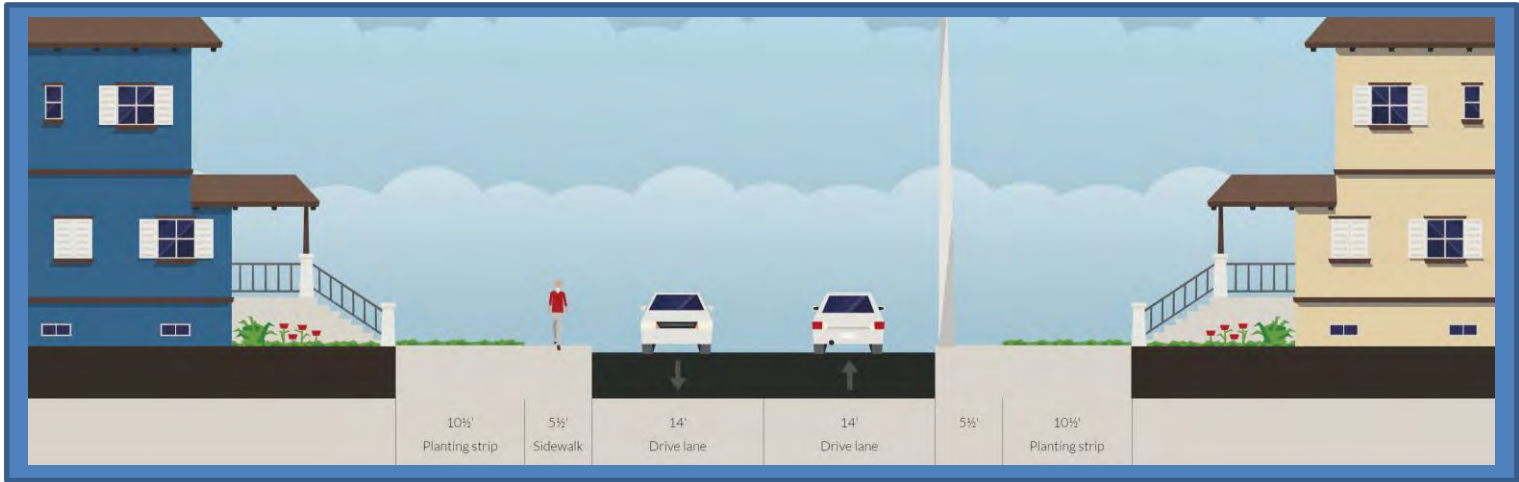 10½'
Planting strip
5½'
Sidewalk
14'
Drive lane
14'
Drive lane
5½'
10½'
Planting strip